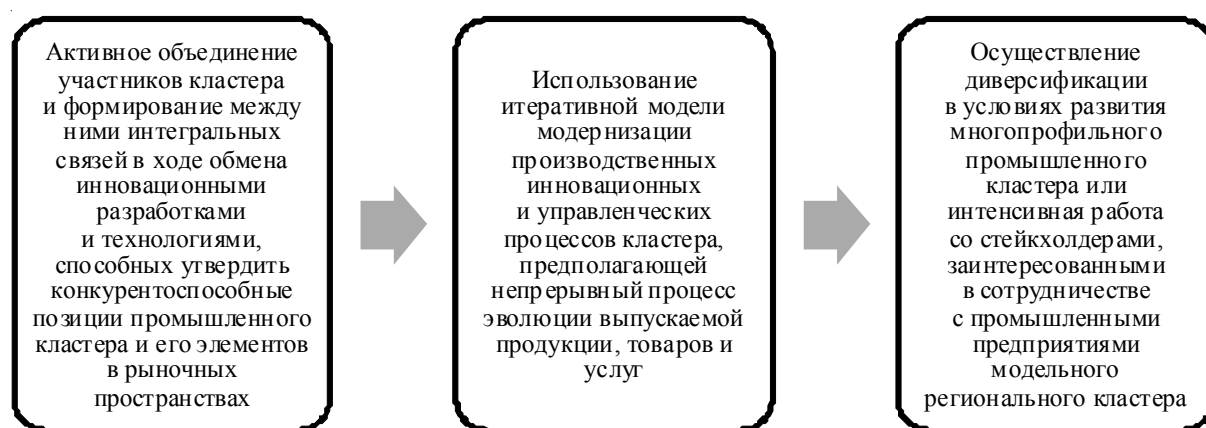 Активное объединение
участников кластера
и формирование между
ними интегральных
связей в ходе обмена
инновационными
разработками
и технологиями,
способных утвердить
конкурентоспособные
позиции промышленного
кластера и его элементов
в рыночных
пространствах
Использование
итеративной модели
модернизации
производственных
инновационных
и управленческих
процессов кластера,
предполагающей
непрерывный процесс
эволюции выпускаемой
продукции, товаров и
услуг
Осуществление
диверсификации
в условиях развития
многопрофильного
промышленного
кластера или
интенсивная работа
со стейкхолдерами,
заинтересованными
в сотрудничестве
с промышленными
предприятиями
модельного
регионального кластера